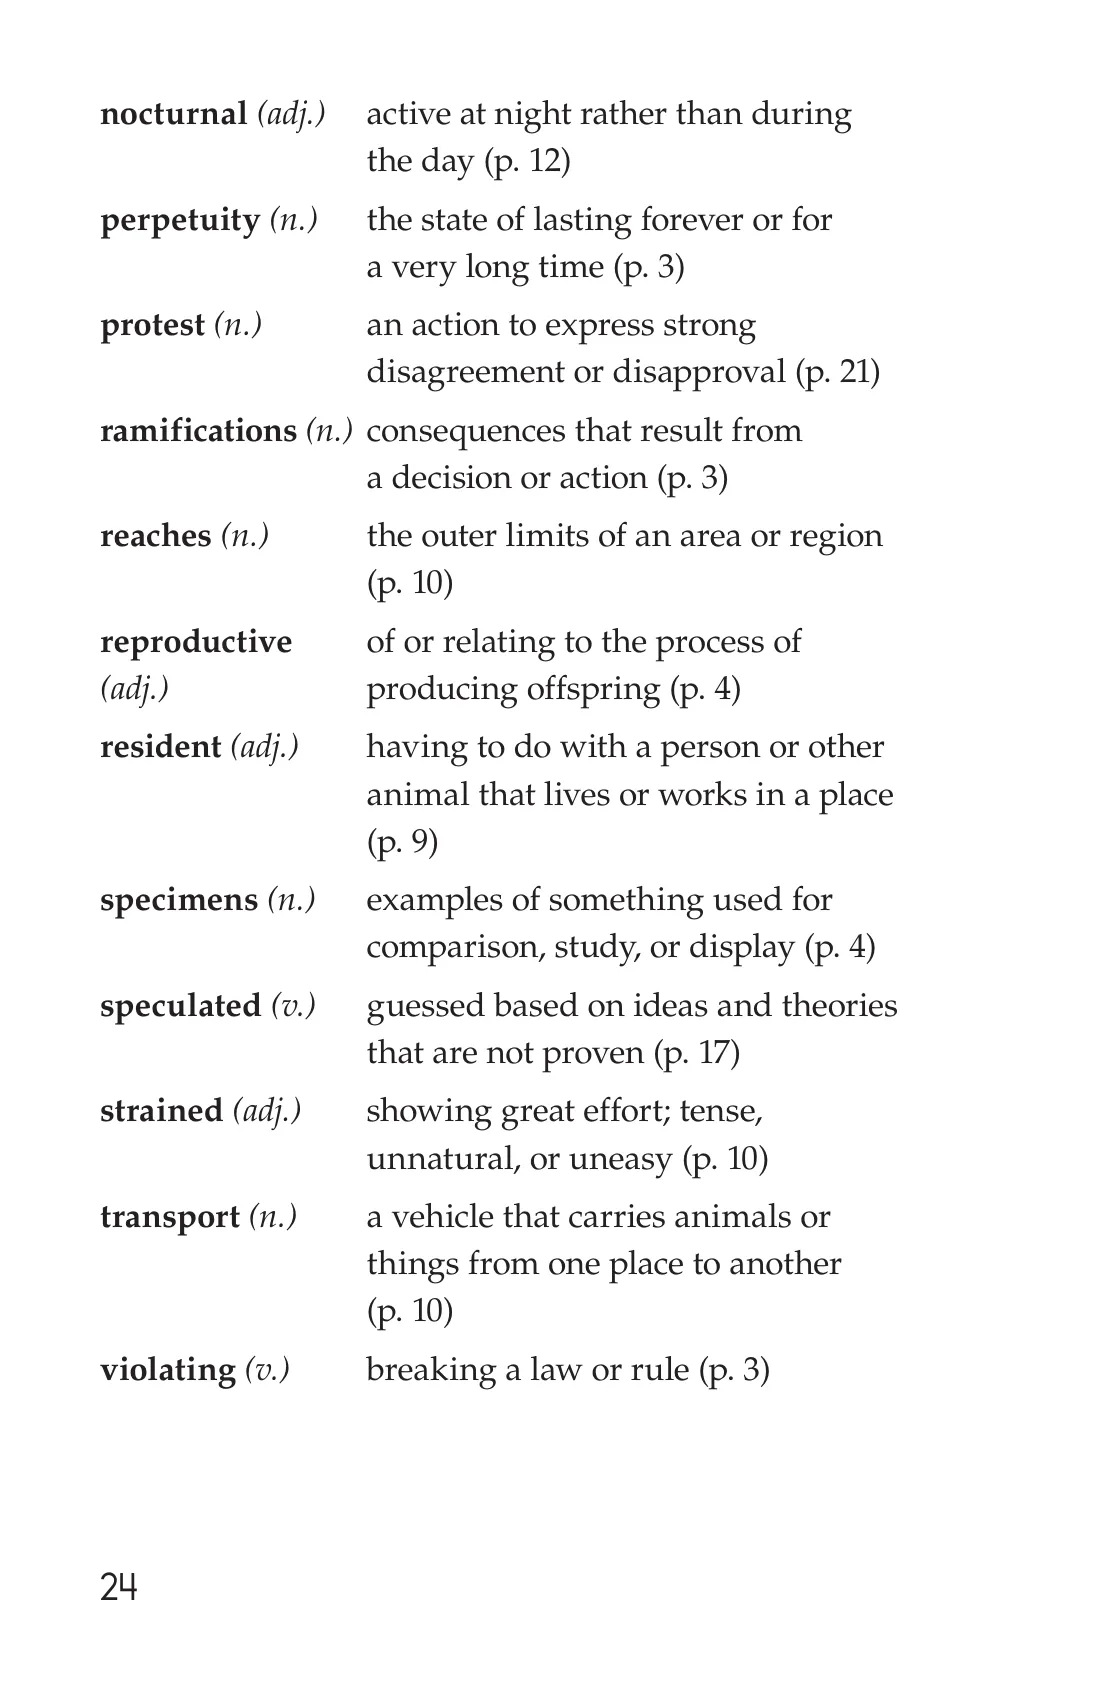 nocturnal (adj.) active at night rather than during
the day (p. 12)
perpetuity (n.) the state of lasting forever or for
a very long time (p. 3)
protest (n.) an action to express strong
disagreement or disapproval (p. 21)
ramifications (n.) consequences that result from
a decision or action (p. 3)
reaches (n.) the outer limits of an area or region
(p. 10)
reproductive of or relating to the process of
(adj.) producing offspring (p. 4)
resident (adj.) having to do with a person or other
animal that lives or works in a place
(p. 9)
specimens (n.) examples of something used for
comparison, study, or display (p. 4)
speculated (v.) guessed based on ideas and theories
that are not proven (p. 17)
strained (adj.) showing great effort; tense,
unnatural, or uneasy (p. 10)
transport (n.) a vehicle that carries animals or
things from one place to another
(p. 10)
violating (v.) breaking a law or rule (p. 3)
24